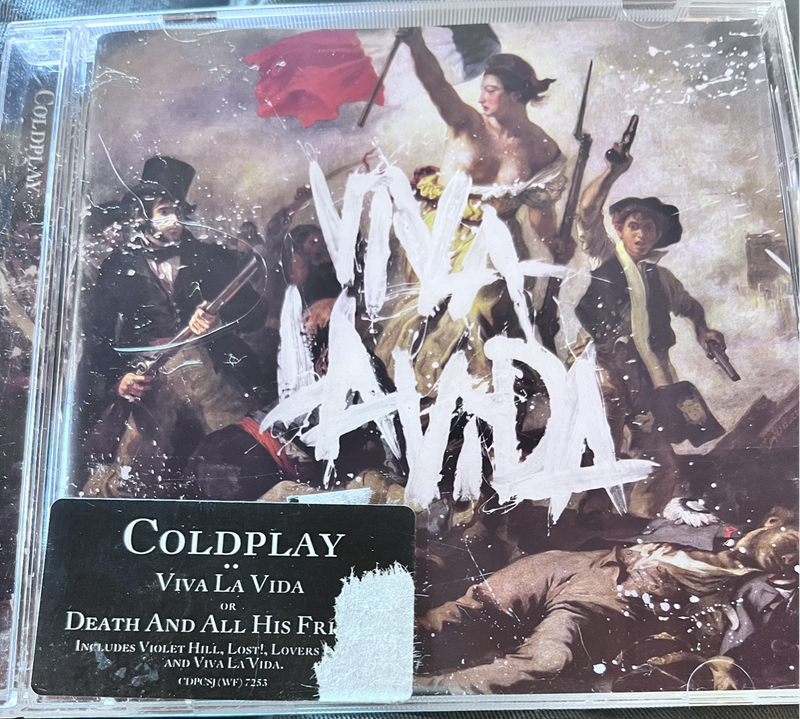 COLDPLAY
VIVA
LA VIDA
COLDPLAY
VIVA LA VIDA
OR
DEATH AND ALL HIS FRI
INCLUDES VIOLET HILL, LOST!, LOVERS
AND VIVA LA VIDA.
CDPCSJ (WF) 7253